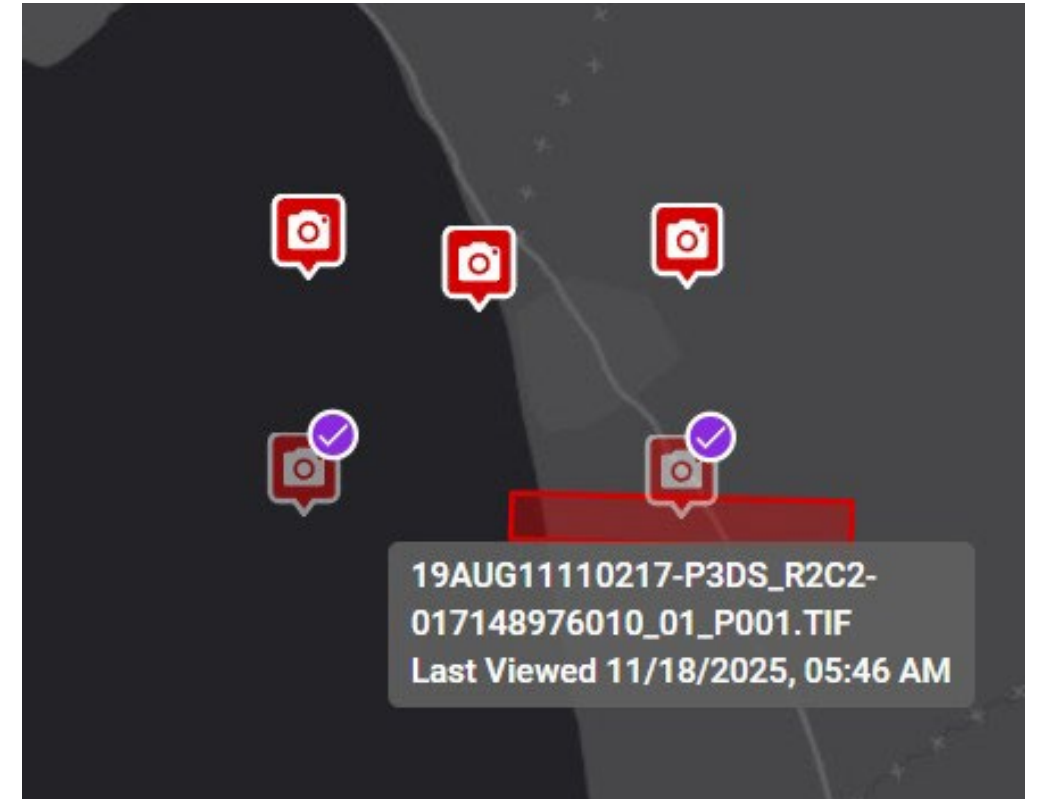 19AUG11110217-P3DS_R2C2-
017148976010_01_P001.TIF
Last Viewed 11/18/2025, 05:46 AM